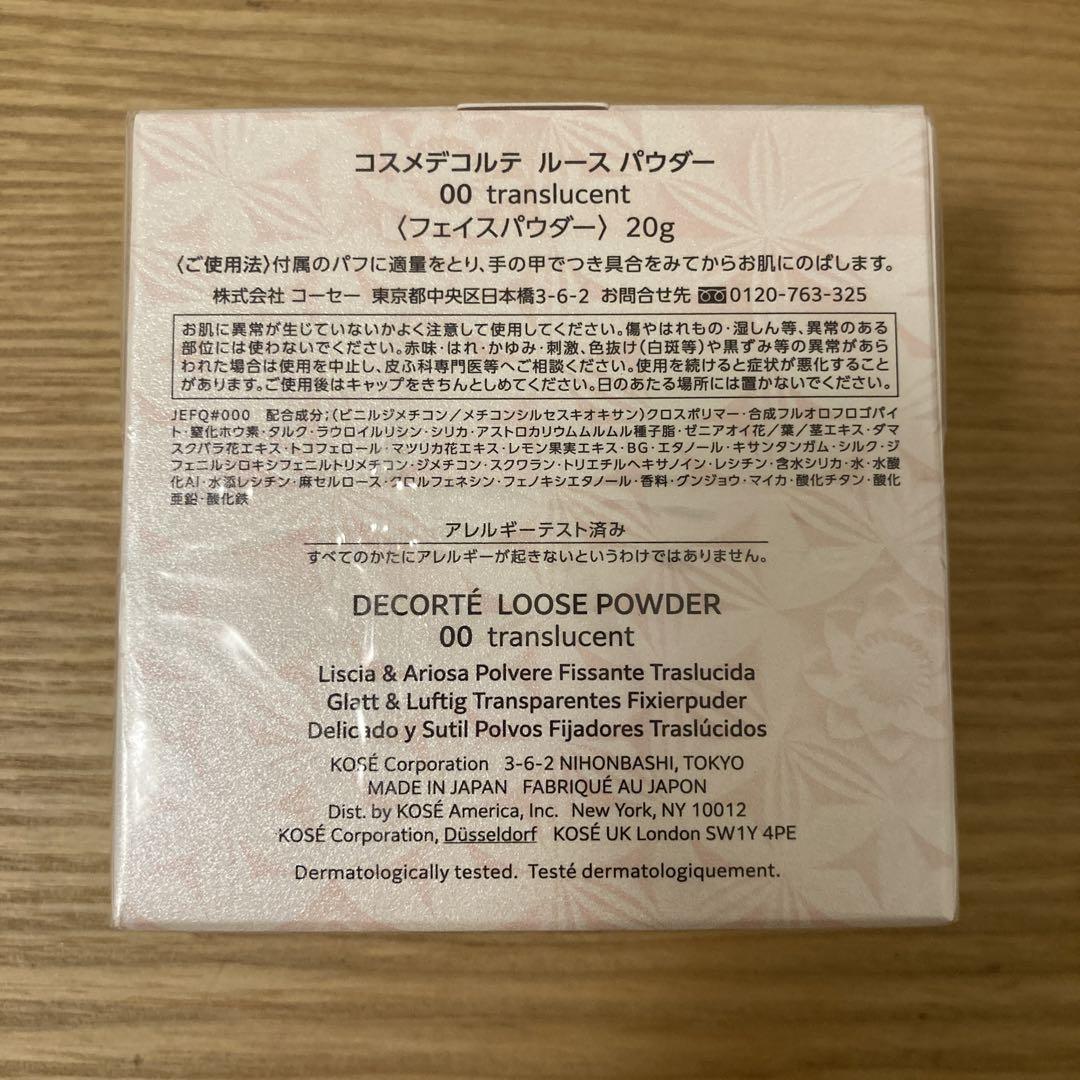 コスメデコルテ ルース パウダー
00 translucent
〈フェイスパウダー〉 20g
〈ご使用法〉付属のパフに適量をとり、手の甲でつき具合をみてからお肌にのばします。
株式会社 コーセー 東京都中央区日本橋3-6-2 お問合せ先 0120-763-325
お肌に異常が生じていないかよく注意して使用してください。傷やはれもの・湿しん等、異常のある
部位には使わないでください。赤味・はれ・かゆみ・刺激、色抜け(白斑等)や黒ずみ等の異常があら
われた場合は使用を中止し、皮ふ科専門医等へご相談ください。使用を続けると症状が悪化すること
があります。ご使用後はキャップをきちんとしめてください。日のあたる場所には置かないでください。
JEFQ#000 配合成分;(ビニルジメチコン/メチコンシルセスキオキサン)クロスポリマー・合成フルオロフロゴパイ
ト・窒化ホウ素・タルク・ラウロイルリシン・シリカ・アストロカリウムムルムル種子脂・ゼニアオイ花/葉/茎エキス・ダマ
スクバラ花エキス・トコフェロール・マツリカ花エキス・レモン果実エキス・BG・エタノール・キサンタンガム・シルク・ジ
フェニルシロキシフェニルトリメチコン・ジメチコン・スクワラン・トリエチルヘキサノイン・レシチン・含水シリカ・水・水酸
化Al・水添レシチン・麻セルロース・クロルフェネシン・フェノキシエタノール・香料・グンジョウ・マイカ・酸化チタン・酸化
亜鉛・酸化鉄
アレルギーテスト済み
すべてのかたにアレルギーが起きないというわけではありません。
DECORTÉ LOOSE POWDER
00 translucent
Liscia & Ariosa Polvere Fissante Traslucida
Glatt & Luftig Transparentes Fixierpuder
Delicado y Sutil Polvos Fijadores Traslúcidos
KOSÉ Corporation 3-6-2 NIHONBASHI, TOKYO
MADE IN JAPAN FABRIQUÉ AU JAPON
Dist. by KOSÉ America, Inc. New York, NY 10012
KOSÉ Corporation, Düsseldorf KOSÉ UK London SW1Y 4PE
Dermatologically tested. Testé dermatologiquement.